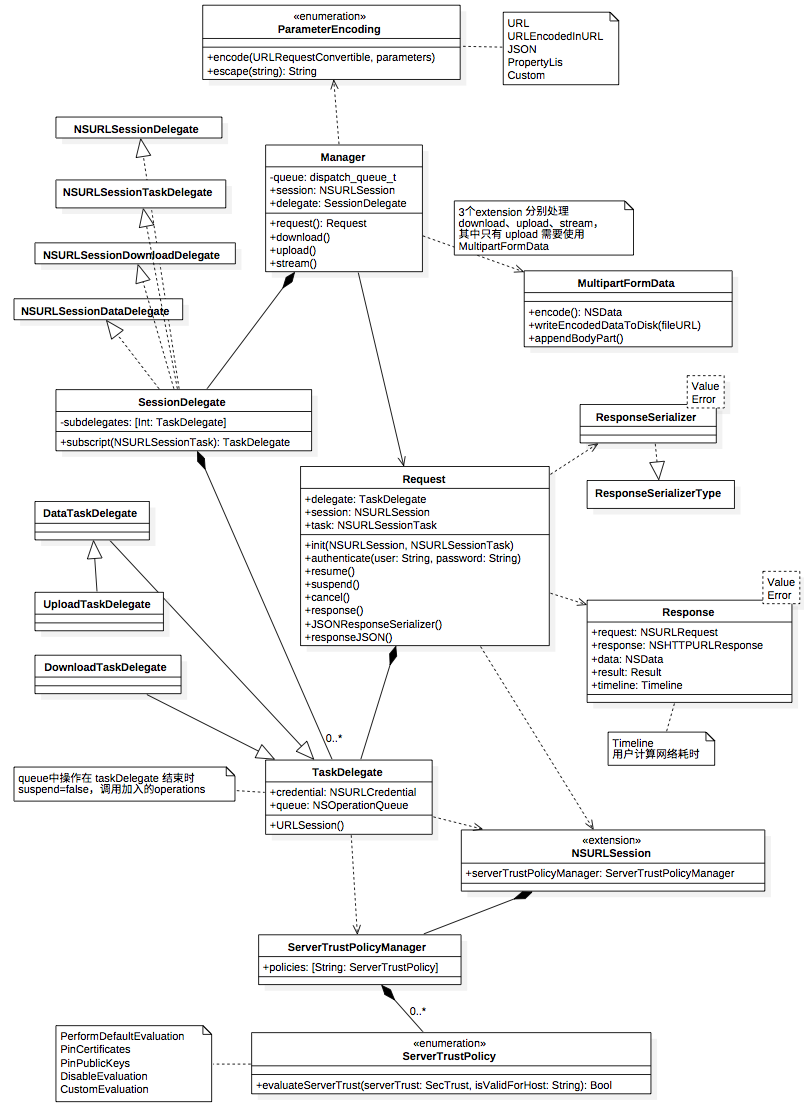 «enumeration»
ParameterEncoding
+encode(URLRequestConvertible, parameters)
+escape(string): String
URL
URLEncodedInURL
JSON
PropertyLis
Custom
NSURLSessionDelegate
NSURLSessionTaskDelegate
NSURLSessionDownloadDelegate
NSURLSessionDataDelegate
Manager
-queue: dispatch_queue_t
+session: NSURLSession
+delegate: SessionDelegate
+request(): Request
+download()
+upload()
+stream()
3个extension 分别处理
download、upload、stream，
其中只有 upload 需要使用
MultipartFormData
MultipartFormData
+encode(): NSData
+writeEncodedDataToDisk(fileURL)
+appendBodyPart()
SessionDelegate
-subdelegates: [Int: TaskDelegate]
+subscript(NSURLSessionTask): TaskDelegate
Value
Error
ResponseSerializer
ResponseSerializerType
Request
+delegate: TaskDelegate
+session: NSURLSession
+task: NSURLSessionTask
+init(NSURLSession, NSURLSessionTask)
+authenticate(user: String, password: String)
+resume()
+suspend()
+cancel()
+response()
+JSONResponseSerializer()
+responseJSON()
DataTaskDelegate
UploadTaskDelegate
DownloadTaskDelegate
Value
Error
Response
+request: NSURLRequest
+response: NSHTTPURLResponse
+data: NSData
+result: Result
+timeline: Timeline
Timeline
用户计算网络耗时
0..*
queue中操作在 taskDelegate 结束时
suspend=false，调用加入的operations
TaskDelegate
+credential: NSURLCredential
+queue: NSOperationQueue
+URLSession()
«extension»
NSURLSession
+serverTrustPolicyManager: ServerTrustPolicyManager
ServerTrustPolicyManager
+policies: [String: ServerTrustPolicy]
0..*
PerformDefaultEvaluation
PinCertificates
PinPublicKeys
DisableEvaluation
CustomEvaluation
«enumeration»
ServerTrustPolicy
+evaluateServerTrust(serverTrust: SecTrust, isValidForHost: String): Bool